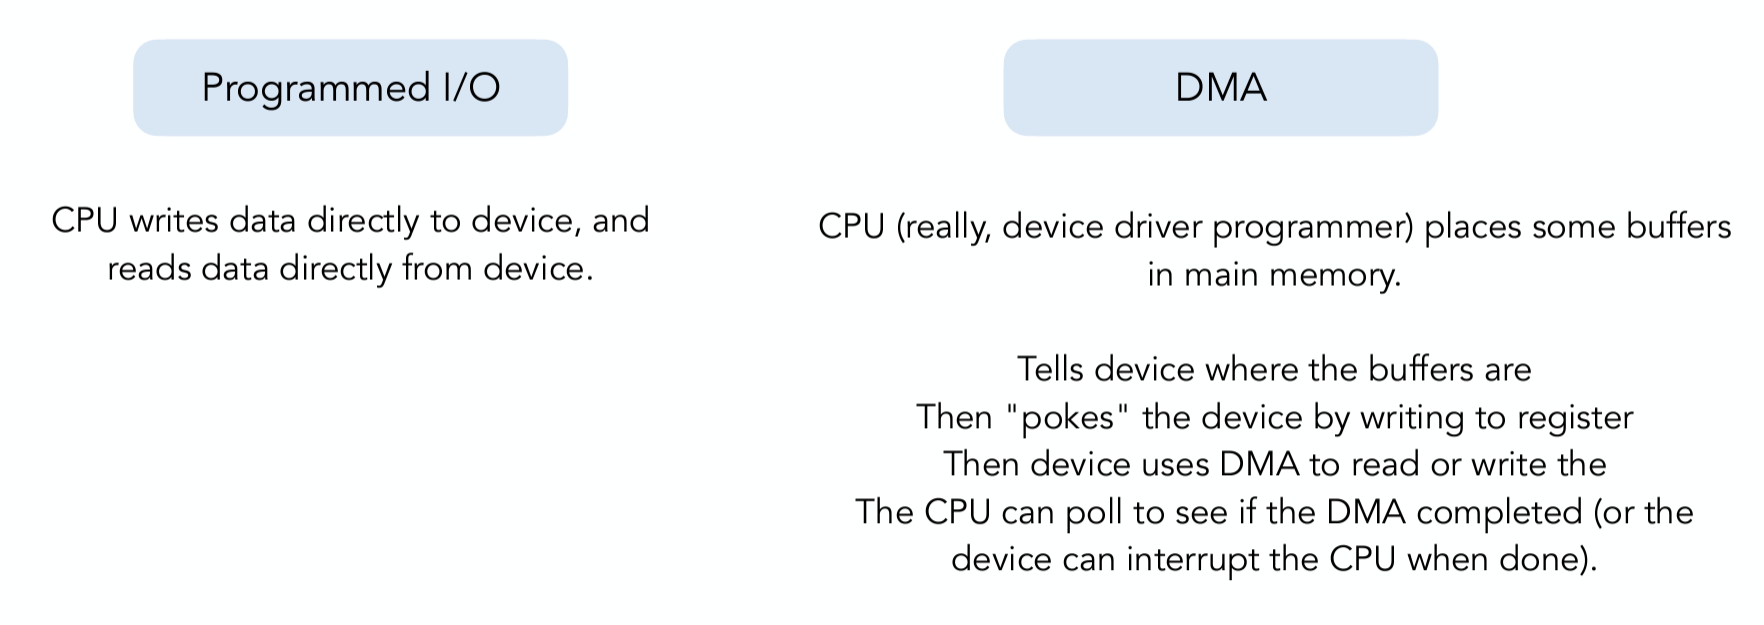 Programmed I/O
CPU writes data directly to device, and
reads data directly from device.
DMA
CPU (really, device driver programmer) places some buffers
in main memory.
Tells device where the buffers are
Then "pokes" the device by writing to register
Then device uses DMA to read or write the
The CPU can poll to see if the DMA completed (or the
device can interrupt the CPU when done).